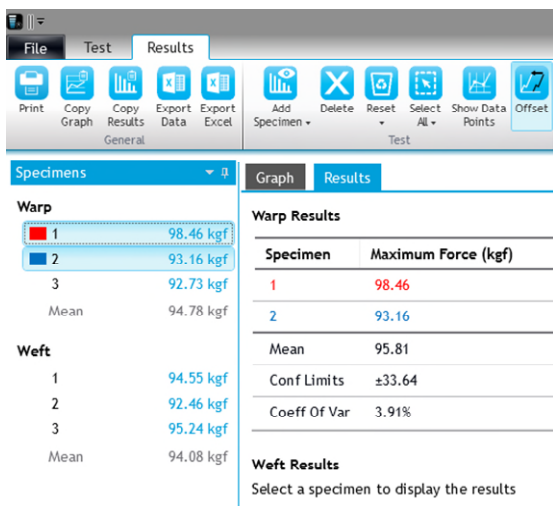 File Test Results
Print Copy Graph Copy Results Export Data Export Excel Add Specimen Delete Reset Select All Show Data Points Offset
General Test
Specimens
Warp
1 98.46 kgf
2 93.16 kgf
3 92.73 kgf
Mean 94.78 kgf
Weft
1 94.55 kgf
2 92.46 kgf
3 95.24 kgf
Mean 94.08 kgf
Graph Results
Warp Results
Specimen Maximum Force (kgf)
1 98.46
2 93.16
Mean 95.81
Conf Limits ±33.64
Coeff Of Var 3.91%
Weft Results
Select a specimen to display the results